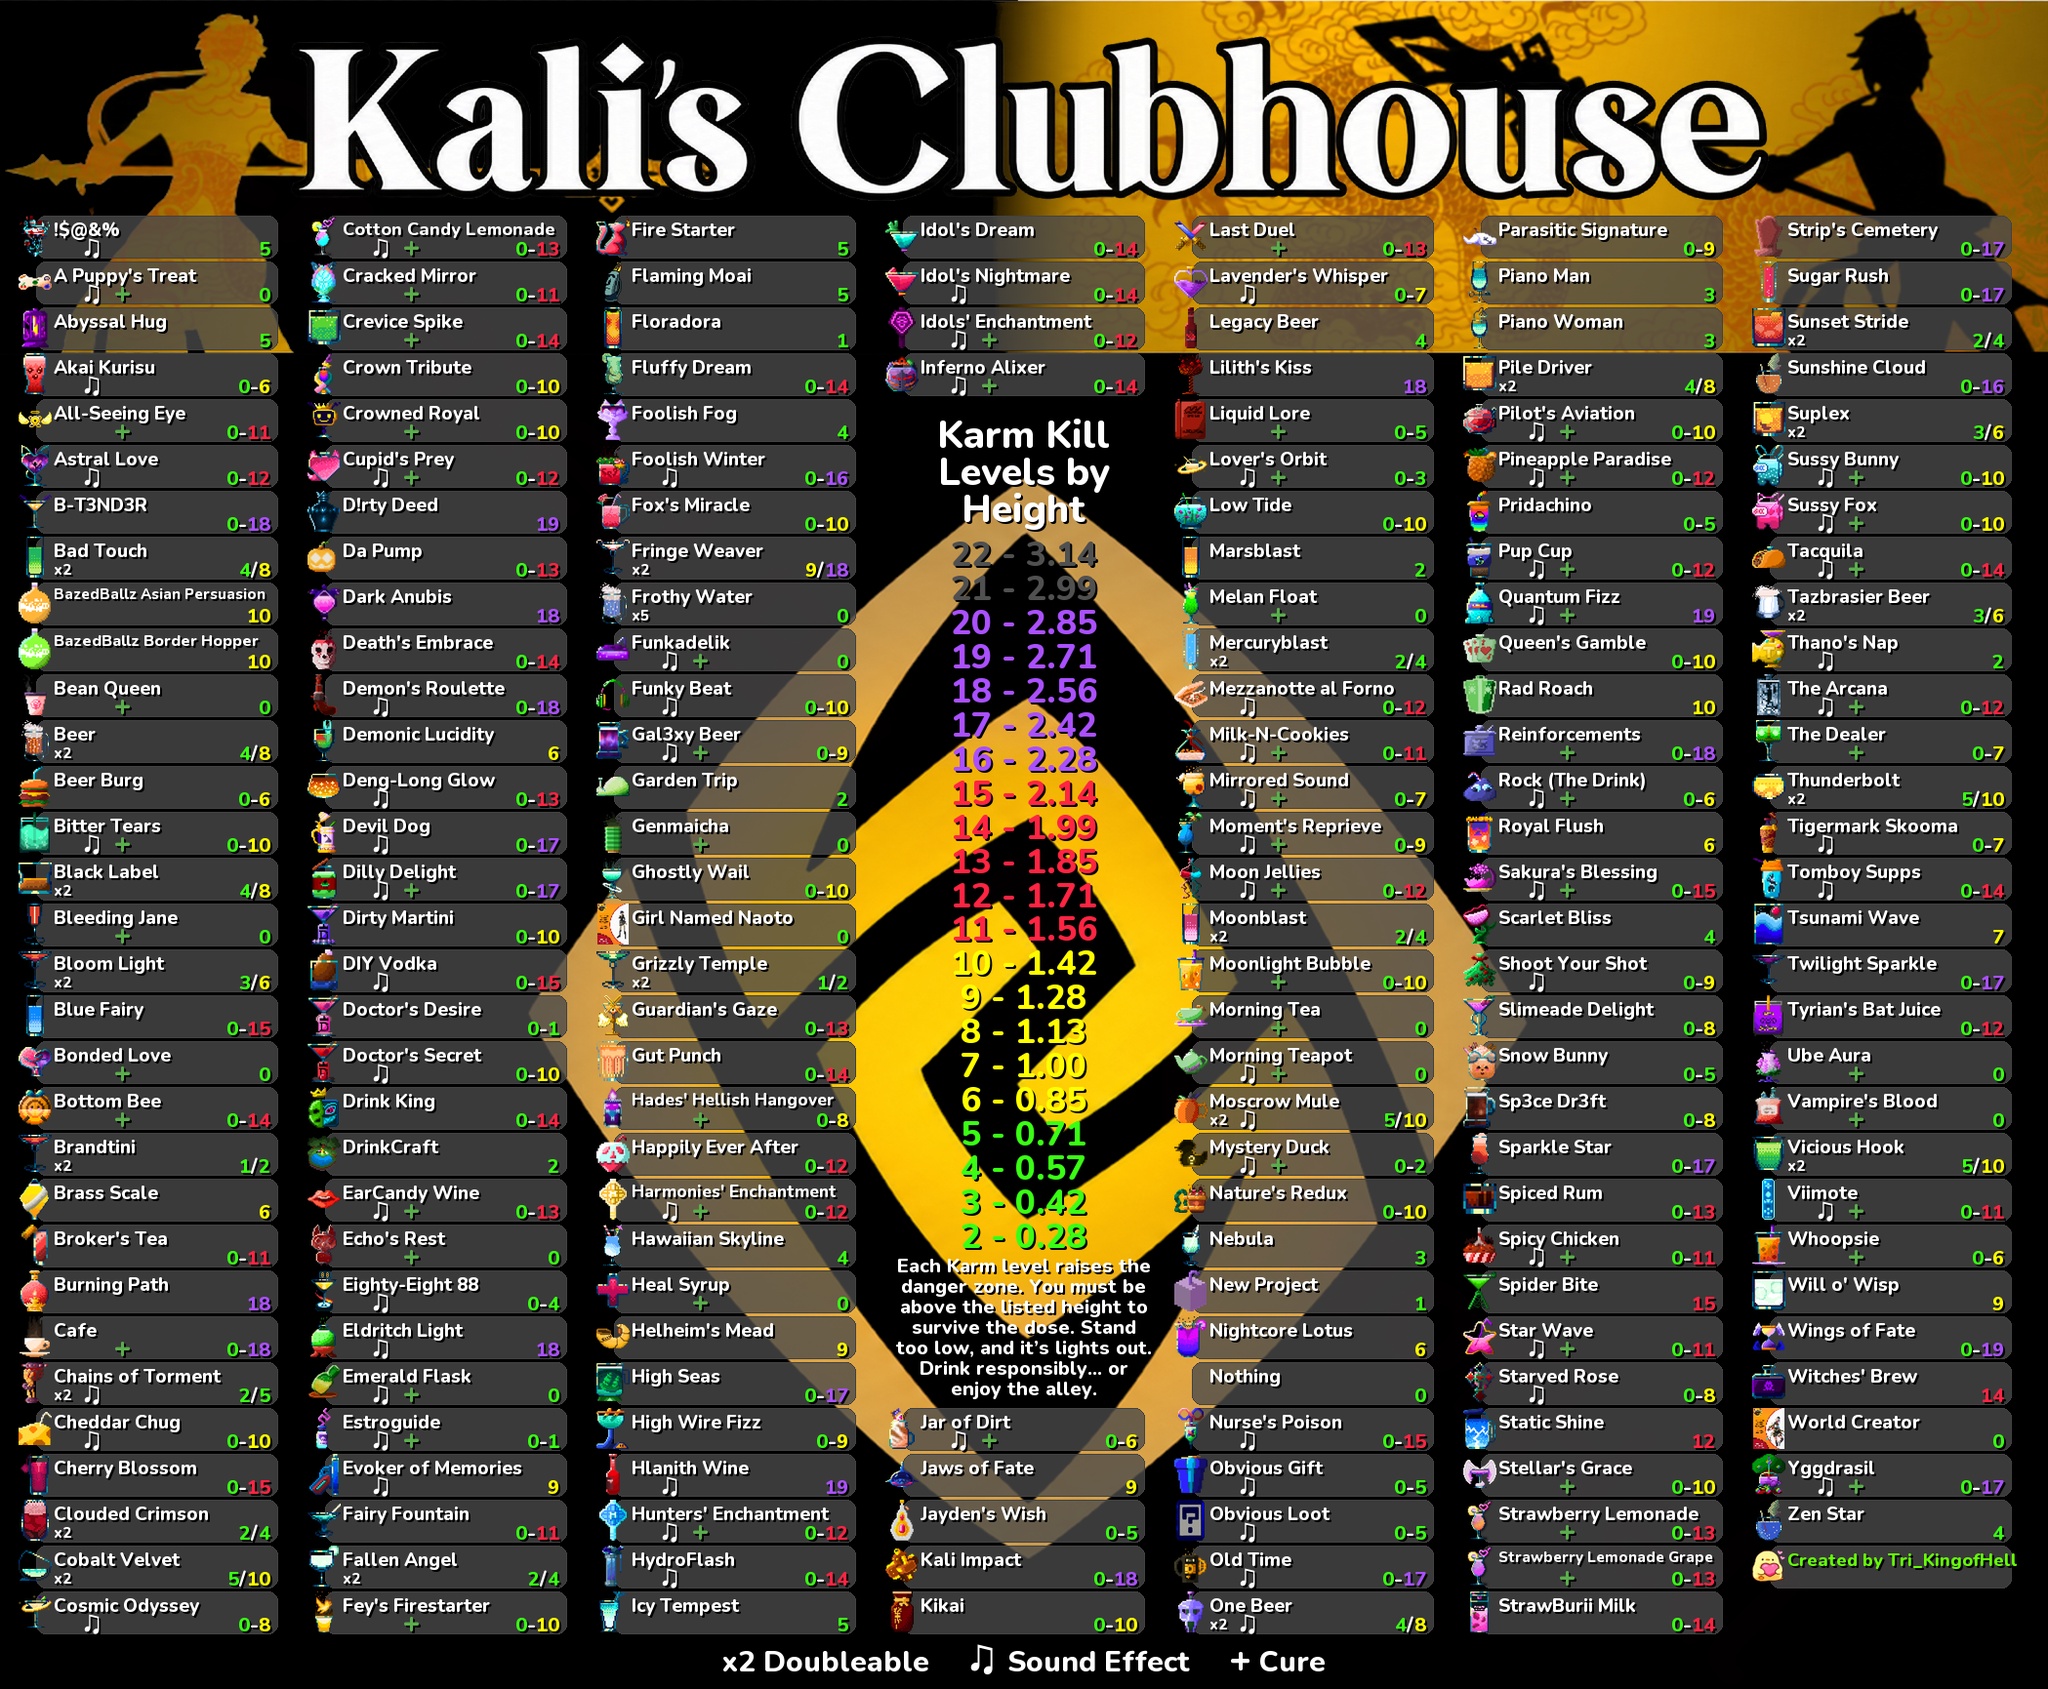 Kali's Clubhouse
!$@&%
♫ 5
A Puppy's Treat
♫ + 0
Abyssal Hug
5
Akai Kurisu
♫ 0-6
All-Seeing Eye
+ 0-11
Astral Love
♫ 0-12
B-T3ND3R
0-18
Bad Touch
x2 4/8
BazedBallz Asian Persuasion
10
BazedBallz Border Hopper
10
Bean Queen
+ 0
Beer
x2 4/8
Beer Burg
0-6
Bitter Tears
♫ + 0-10
Black Label
x2 4/8
Bleeding Jane
+ 0
Bloom Light
x2 3/6
Blue Fairy
0-15
Bonded Love
+ 0
Bottom Bee
+ 0-14
Brandtini
x2 1/2
Brass Scale
6
Broker's Tea
0-11
Burning Path
18
Cafe
+ 0-18
Chains of Torment
x2 ♫ 2/5
Cheddar Chug
♫ 0-10
Cherry Blossom
0-15
Clouded Crimson
x2 2/4
Cobalt Velvet
x2 5/10
Cosmic Odyssey
♫ 0-8
Cotton Candy Lemonade
♫ + 0-13
Cracked Mirror
+ 0-11
Crevice Spike
+ 0-14
Crown Tribute
0-10
Crowned Royal
+ 0-10
Cupid's Prey
♫ + 0-12
D!rty Deed
19
Da Pump
0-13
Dark Anubis
18
Death's Embrace
0-14
Demon's Roulette
♫ 0-18
Demonic Lucidity
6
Deng-Long Glow
♫ 0-13
Devil Dog
♫ 0-17
Dilly Delight
♫ + 0-17
Dirty Martini
0-10
DIY Vodka
♫ 0-15
Doctor's Desire
0-1
Doctor's Secret
♫ 0-10
Drink King
0-14
DrinkCraft
2
EarCandy Wine
♫ + 0-13
Echo's Rest
+ 0
Eighty-Eight 88
♫ 0-4
Eldritch Light
♫ 18
Emerald Flask
♫ + 0
Estroguide
♫ + 0-1
Evoker of Memories
♫ 9
Fairy Fountain
0-11
Fallen Angel
x2 2/4
Fey's Firestarter
+ 0-10
Fire Starter
5
Flaming Moai
5
Floradora
1
Fluffy Dream
0-14
Foolish Fog
4
Foolish Winter
♫ 0-16
Fox's Miracle
0-10
Fringe Weaver
x2 9/18
Frothy Water
x5 0
Funkadelik
♫ + 0
Funky Beat
♫ 0-10
Gal3xy Beer
♫ + 0-9
Garden Trip
2
Genmaicha
+ 0
Ghostly Wail
0-10
Girl Named Naoto
0
Grizzly Temple
x2 1/2
Guardian's Gaze
0-13
Gut Punch
0-14
Hades' Hellish Hangover
+ 0-8
Happily Ever After
0-12
Harmonies' Enchantment
♫ + 0-12
Hawaiian Skyline
4
Heal Syrup
+ 0
Helheim's Mead
9
High Seas
0-17
High Wire Fizz
0-9
Hlanith Wine
19
Hunters' Enchantment
♫ + 0-12
HydroFlash
♫ 0-14
Icy Tempest
5
Idol's Dream
0-14
Idol's Nightmare
♫ 0-14
Idols' Enchantment
♫ + 0-12
Inferno Alixer
♫ + 0-14
Karm Kill
Levels by
Height
22 - 3.14
21 - 2.99
20 - 2.85
19 - 2.71
18 - 2.56
17 - 2.42
16 - 2.28
15 - 2.14
14 - 1.99
13 - 1.85
12 - 1.71
11 - 1.56
10 - 1.42
9 - 1.28
8 - 1.13
7 - 1.00
6 - 0.85
5 - 0.71
4 - 0.57
3 - 0.42
2 - 0.28
Each Karm level raises the
danger zone. You must be
above the listed height to
survive the dose. Stand
too low, and it's lights out.
Drink responsibly... or
enjoy the alley.
Jar of Dirt
♫ + 0-6
Jaws of Fate
9
Jayden's Wish
0-5
Kali Impact
0-18
Kikai
0-10
Last Duel
+ 0-13
Lavender's Whisper
♫ 0-7
Legacy Beer
4
Lilith's Kiss
18
Liquid Lore
+ 0-5
Lover's Orbit
♫ + 0-3
Low Tide
0-10
Marsblast
2
Melan Float
+ 0
Mercuryblast
x2 2/4
Mezzanotte al Forno
♫ 0-12
Milk-N-Cookies
♫ + 0-11
Mirrored Sound
♫ + 0-7
Moment's Reprieve
♫ + 0-9
Moon Jellies
♫ + 0-12
Moonblast
x2 2/4
Moonlight Bubble
+ 0-10
Morning Tea
+ 0
Morning Teapot
♫ + 0
Moscrow Mule
x2 ♫ 5/10
Mystery Duck
♫ + 0-2
Nature's Redux
0-10
Nebula
3
New Project
1
Nightcore Lotus
6
Nothing
0
Nurse's Poison
♫ 0-15
Obvious Gift
♫ 0-5
Obvious Loot
♫ 0-5
Old Time
♫ 0-17
One Beer
x2 ♫ 4/8
Parasitic Signature
0-9
Piano Man
3
Piano Woman
3
Pile Driver
x2 4/8
Pilot's Aviation
♫ + 0-10
Pineapple Paradise
♫ + 0-12
Pridachino
0-5
Pup Cup
♫ + 0-12
Quantum Fizz
♫ + 19
Queen's Gamble
0-10
Rad Roach
10
Reinforcements
+ 0-18
Rock (The Drink)
♫ + 0-6
Royal Flush
6
Sakura's Blessing
♫ + 0-15
Scarlet Bliss
4
Shoot Your Shot
♫ 0-9
Slimeade Delight
0-8
Snow Bunny
0-5
Sp3ce Dr3ft
0-8
Sparkle Star
0-17
Spiced Rum
0-13
Spicy Chicken
♫ + 0-11
Spider Bite
15
Star Wave
♫ + 0-11
Starved Rose
♫ 0-8
Static Shine
12
Stellar's Grace
+ 0-10
Strawberry Lemonade
+ 0-13
Strawberry Lemonade Grape
+ 0-13
StrawBurii Milk
0-14
Strip's Cemetery
0-17
Sugar Rush
0-17
Sunset Stride
x2 2/4
Sunshine Cloud
0-16
Suplex
x2 3/6
Sussy Bunny
♫ + 0-10
Sussy Fox
♫ + 0-10
Tacquila
♫ 0-14
Tazbrasier Beer
x2 3/6
Thano's Nap
♫ 2
The Arcana
♫ + 0-12
The Dealer
+ 0-7
Thunderbolt
x2 5/10
Tigermark Skooma
♫ 0-7
Tomboy Supps
♫ 0-14
Tsunami Wave
7
Twilight Sparkle
0-17
Tyrian's Bat Juice
0-12
Ube Aura
+ 0
Vampire's Blood
+ 0
Vicious Hook
x2 5/10
Viimote
♫ + 0-11
Whoopsie
+ 0-6
Will o' Wisp
9
Wings of Fate
0-19
Witches' Brew
14
World Creator
0
Yggdrasil
♫ + 0-17
Zen Star
4
Created by Tri_KingofHell
x2 Doubleable ♫ Sound Effect + Cure